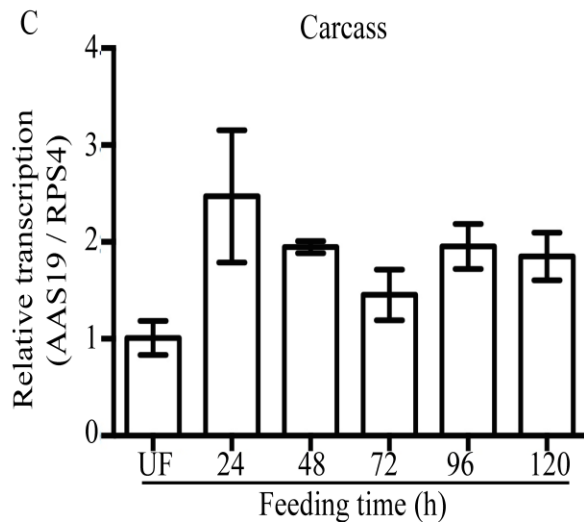 C
Carcass
Relative transcription
(AAS19 / RPS4)
4
3
2
1
0
UF 24 48 72 96 120
Feeding time (h)